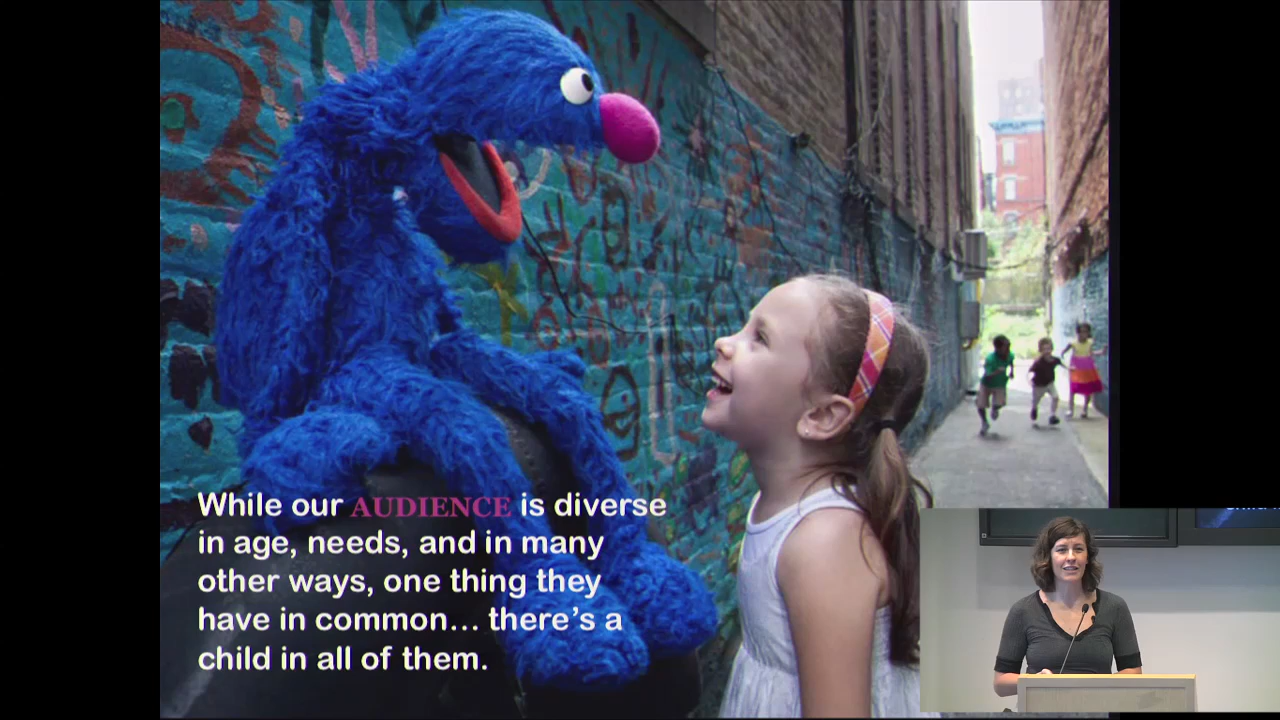 While our AUDIENCE is diverse
in age, needs, and in many
other ways, one thing they
have in common... there's a
child in all of them.